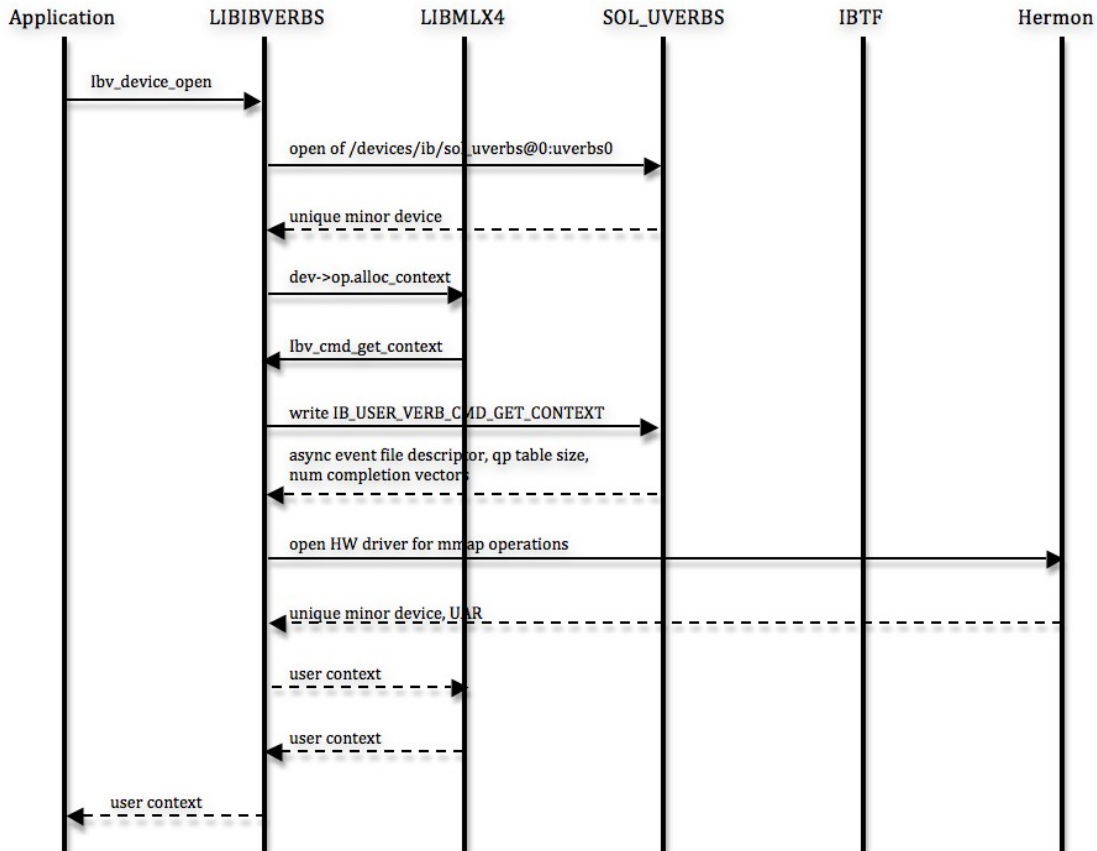 Application LIBIBVERBS LIBMLX4 SOL_UVERBS IBTF Hermon
Ibv_device_open
open of /devices/ib/sol_uverbs@0:uverbs0
unique minor device
dev->op.alloc_context
Ibv_cmd_get_context
write IB_USER_VERB_CMD_GET_CONTEXT
async event file descriptor, qp table size,
num completion vectors
open HW driver for mmap operations
unique minor device, UAR
user context
user context
user context